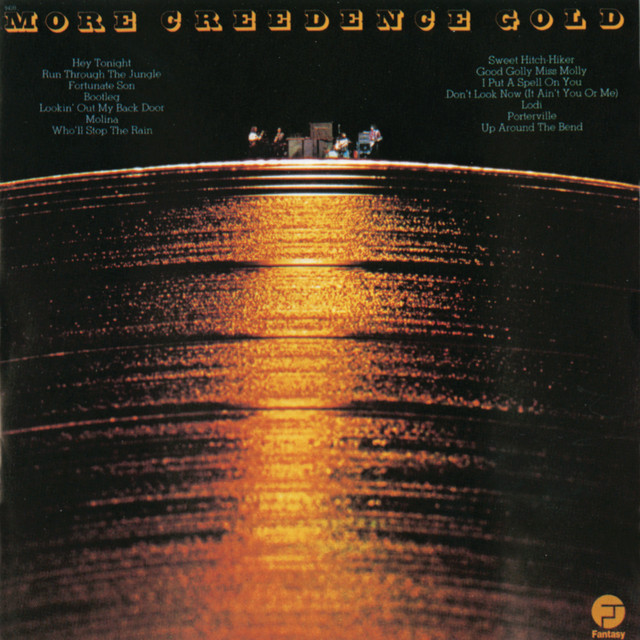 MORE CREEDENCE GOLD
Hey Tonight
Run Through The Jungle
Fortunate Son
Bootleg
Lookin' Out My Back Door
Molina
Who'll Stop The Rain
Sweet Hitch-Hiker
Good Golly Miss Molly
I Put A Spell On You
Don't Look Now (It Ain't You Or Me)
Lodi
Porterville
Up Around The Bend
Fantasy